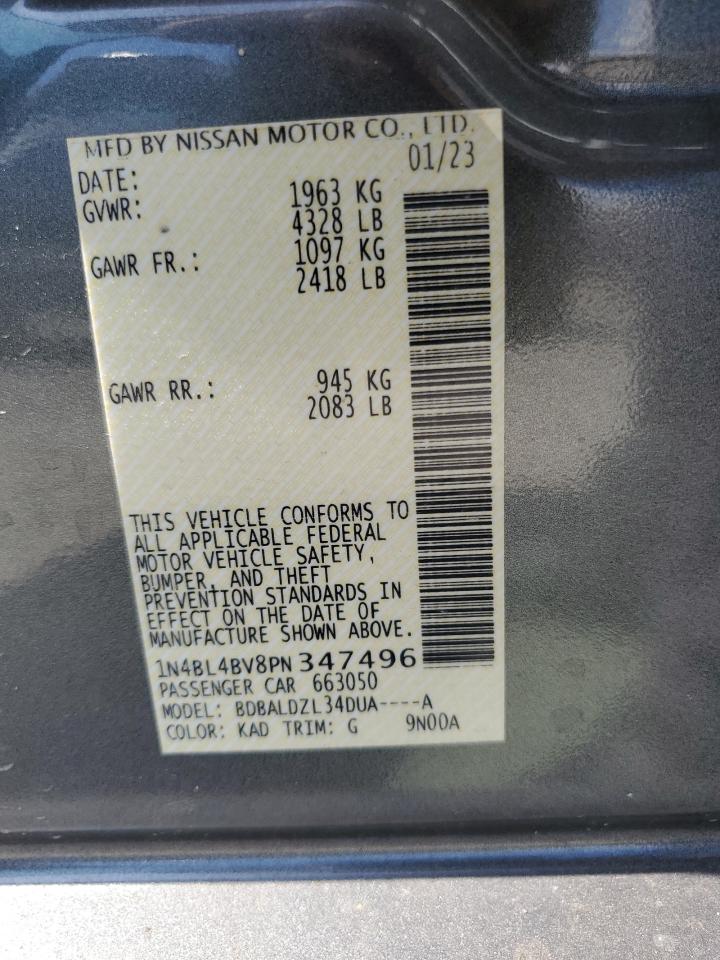 MFD BY NISSAN MOTOR CO., LTD.
DATE: 01/23
GVWR: 1963 KG
4328 LB
GAWR FR.: 1097 KG
2418 LB
GAWR RR.: 945 KG
2083 LB
THIS VEHICLE CONFORMS TO
ALL APPLICABLE FEDERAL
MOTOR VEHICLE SAFETY,
BUMPER, AND THEFT
PREVENTION STANDARDS IN
EFFECT ON THE DATE OF
MANUFACTURE SHOWN ABOVE.
1N4BL4BV8PN347496
PASSENGER CAR 663050
MODEL: BDBALDZL34DUA----A
COLOR: KAD TRIM: G 9N00A